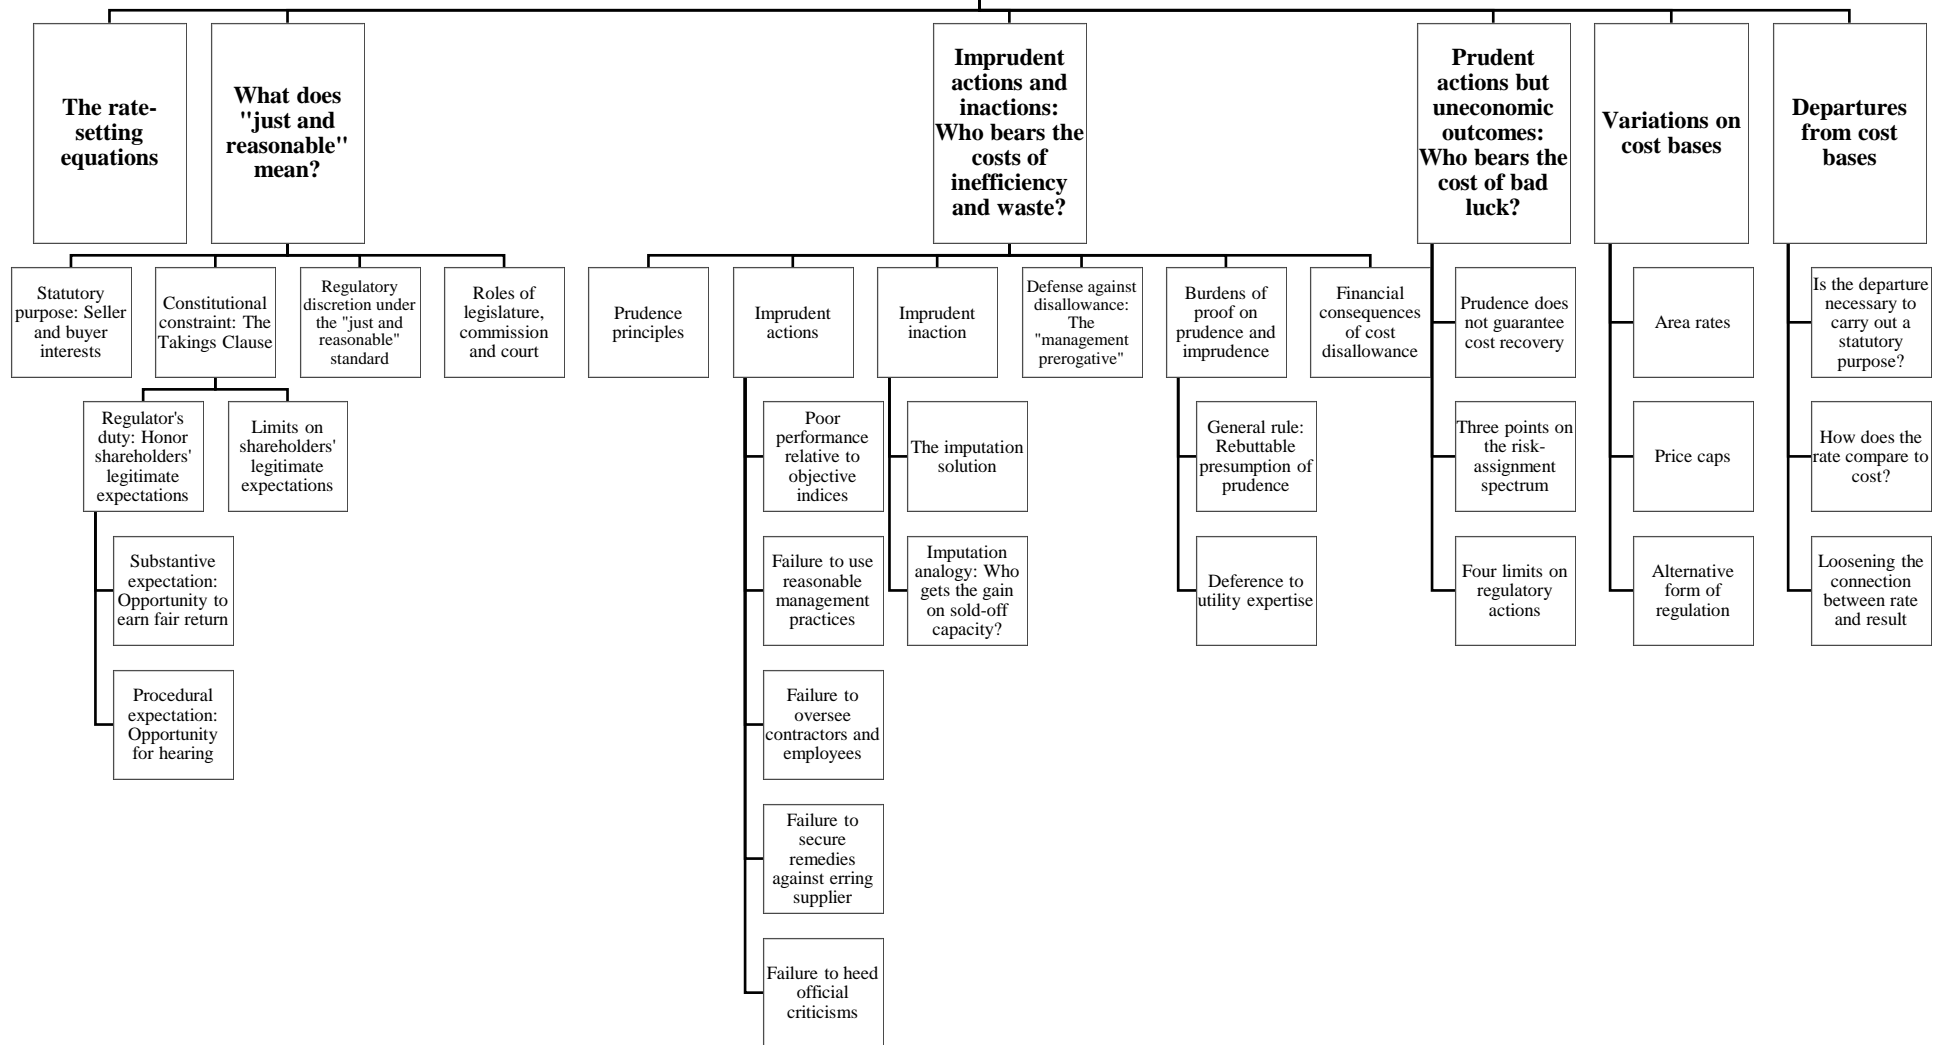 The rate-
setting
equations
What does
"just and
reasonable"
mean?
Imprudent
actions and
inactions:
Who bears the
costs of
inefficiency
and waste?
Prudent
actions but
uneconomic
outcomes:
Who bears the
cost of bad
luck?
Variations on
cost bases
Departures
from cost
bases
Statutory
purpose: Seller
and buyer
interests
Constitutional
constraint: The
Takings Clause
Regulatory
discretion under
the "just and
reasonable"
standard
Roles of
legislature,
commission
and court
Prudence
principles
Imprudent
actions
Imprudent
inaction
Defense against
disallowance:
The
"management
prerogative"
Burdens of
proof on
prudence and
imprudence
Financial
consequences
of cost
disallowance
Prudence does
not guarantee
cost recovery
Area rates
Is the departure
necessary to
carry out a
statutory
purpose?
Regulator's
duty: Honor
shareholders'
legitimate
expectations
Limits on
shareholders'
legitimate
expectations
Poor
performance
relative to
objective
indices
The imputation
solution
General rule:
Rebuttable
presumption of
prudence
Three points on
the risk-
assignment
spectrum
Price caps
How does the
rate compare to
cost?
Substantive
expectation:
Opportunity to
earn fair return
Failure to use
reasonable
management
practices
Imputation
analogy: Who
gets the gain
on sold-off
capacity?
Deference to
utility expertise
Four limits on
regulatory
actions
Alternative
form of
regulation
Loosening the
connection
between rate
and result
Procedural
expectation:
Opportunity
for hearing
Failure to
oversee
contractors and
employees
Failure to
secure
remedies
against erring
supplier
Failure to heed
official
criticisms